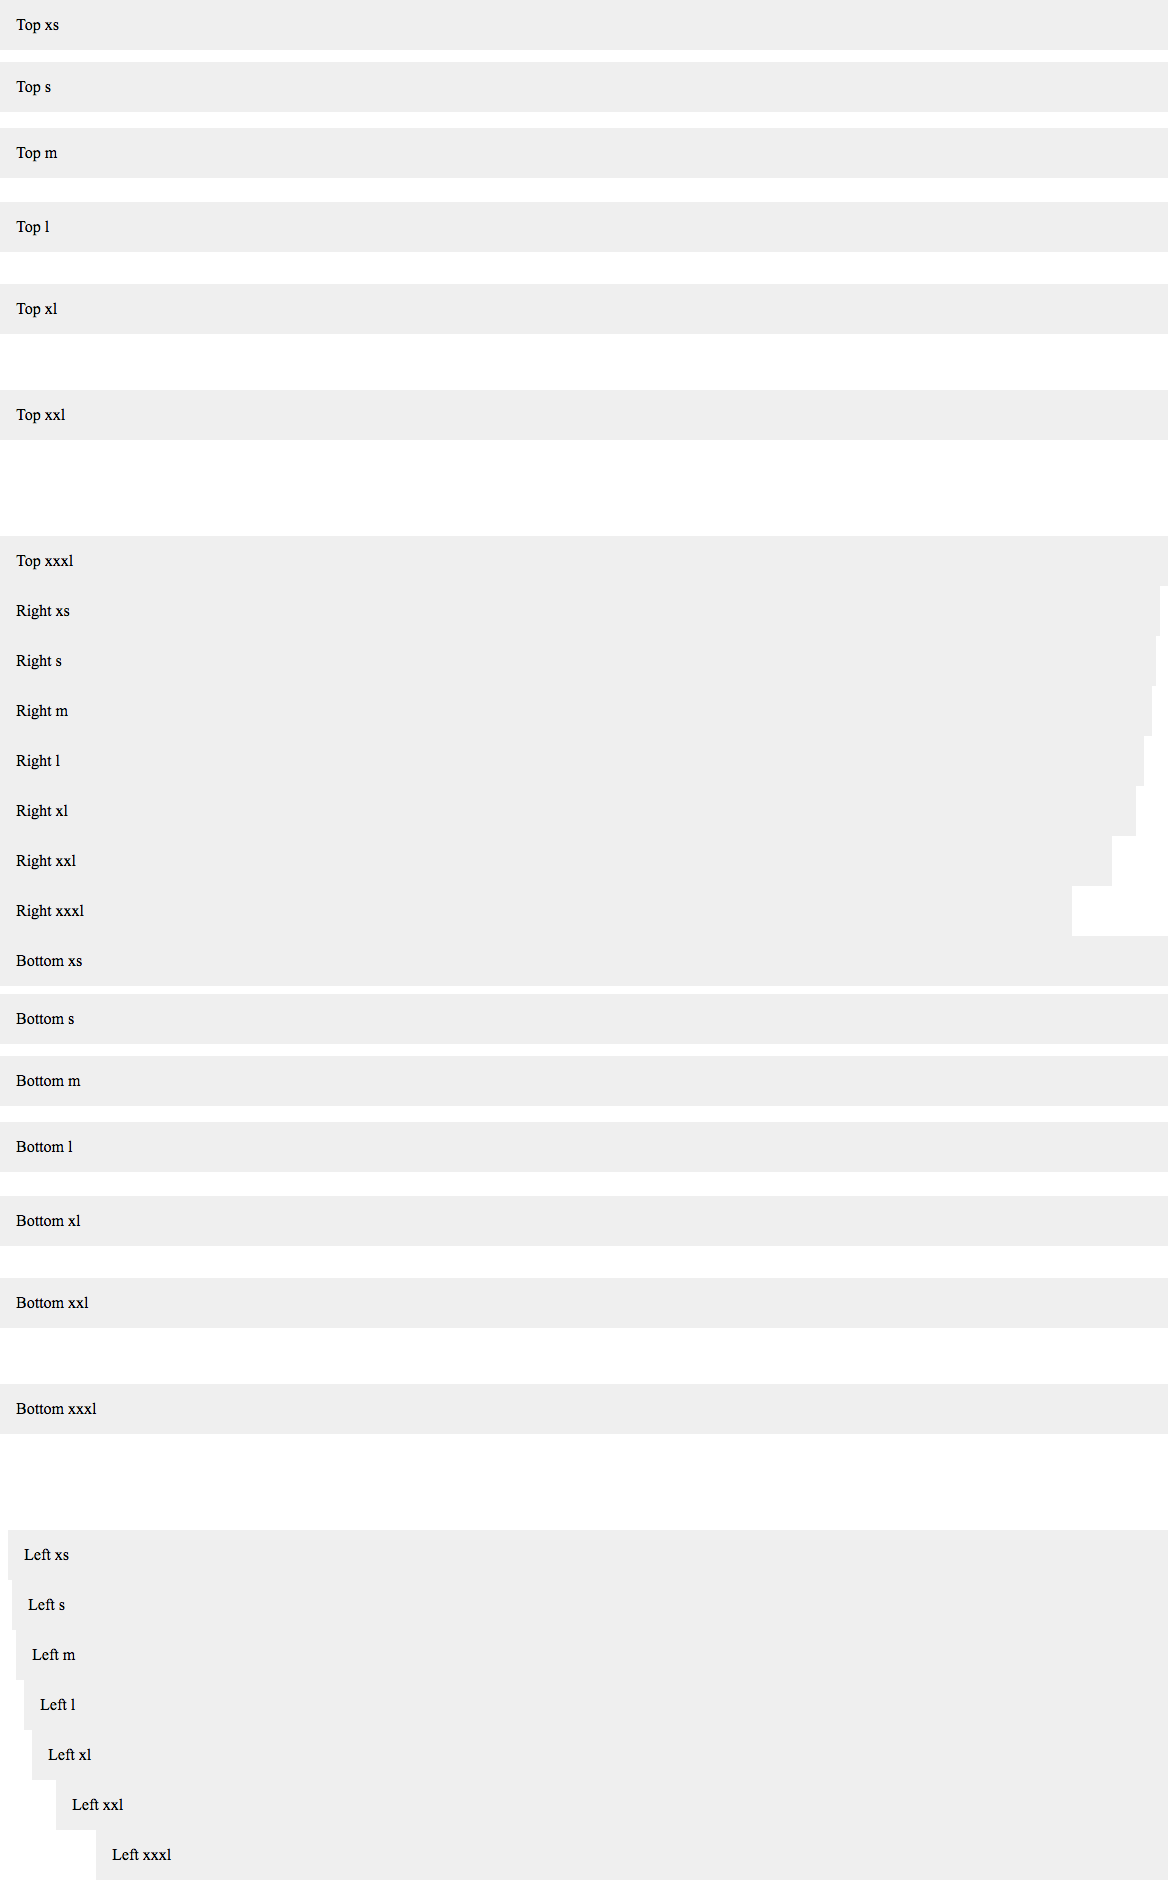 Top xs
Top s
Top m
Top l
Top xl
Top xxl
Top xxxl
Right xs
Right s
Right m
Right l
Right xl
Right xxl
Right xxxl
Bottom xs
Bottom s
Bottom m
Bottom l
Bottom xl
Bottom xxl
Bottom xxxl
Left xs
Left s
Left m
Left l
Left xl
Left xxl
Left xxxl